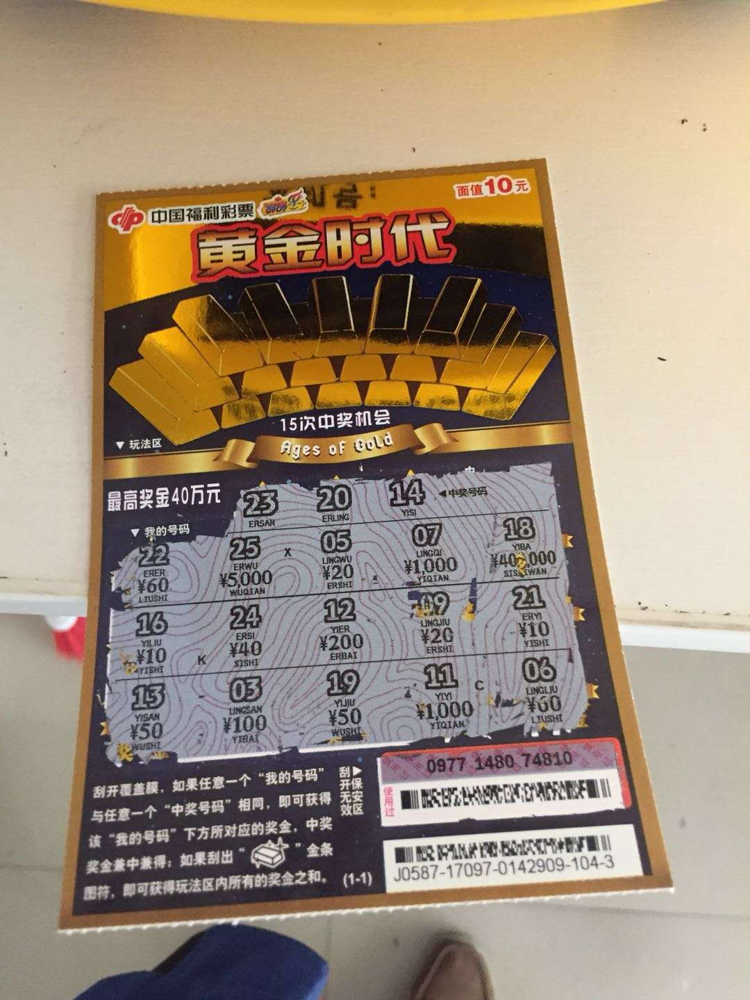 中国福利彩票 刮刮乐
面值10元
黄金时代
15次中奖机会
▼ 玩法区
Ages of Gold
最高奖金40万元
23 20 14 ◀中奖号码
ERSAN ERLING YISI
▼ 我的号码
22 25 X 05 07 18
ERER ERWU LINGWU LINGQI YIBA
¥60 ¥5,000 ¥20 ¥1,000 ¥400,000
LIUSHI WUQIAN ERSHI YIQIAN SISHIWAN
16 24 12 09 21
YILIU ERSI YIER LINGJIU ERYI
¥10 K ¥40 ¥200 ¥20 ¥10
YISHI SISHI ERBAI ERSHI YISHI
13 03 19 11 C 06
YISAN LINGSAN YIJIU YIYI LINGLIU
¥50 ¥100 ¥50 ¥1,000 ¥60
WUSHI YIBAI WUSHI YIQIAN LIUSHI
奖
刮开覆盖膜，如果任意一个“我的号码”
与任意一个“中奖号码”相同，即可获得
该“我的号码”下方所对应的奖金，中奖
奖金兼中兼得；如果刮出“ ”金条
图符，即可获得玩法区内所有的奖金之和。 (1-1)
刮▶
开保
无安
效区
0977 1480 74810
使用过
J0587-17097-0142909-104-3